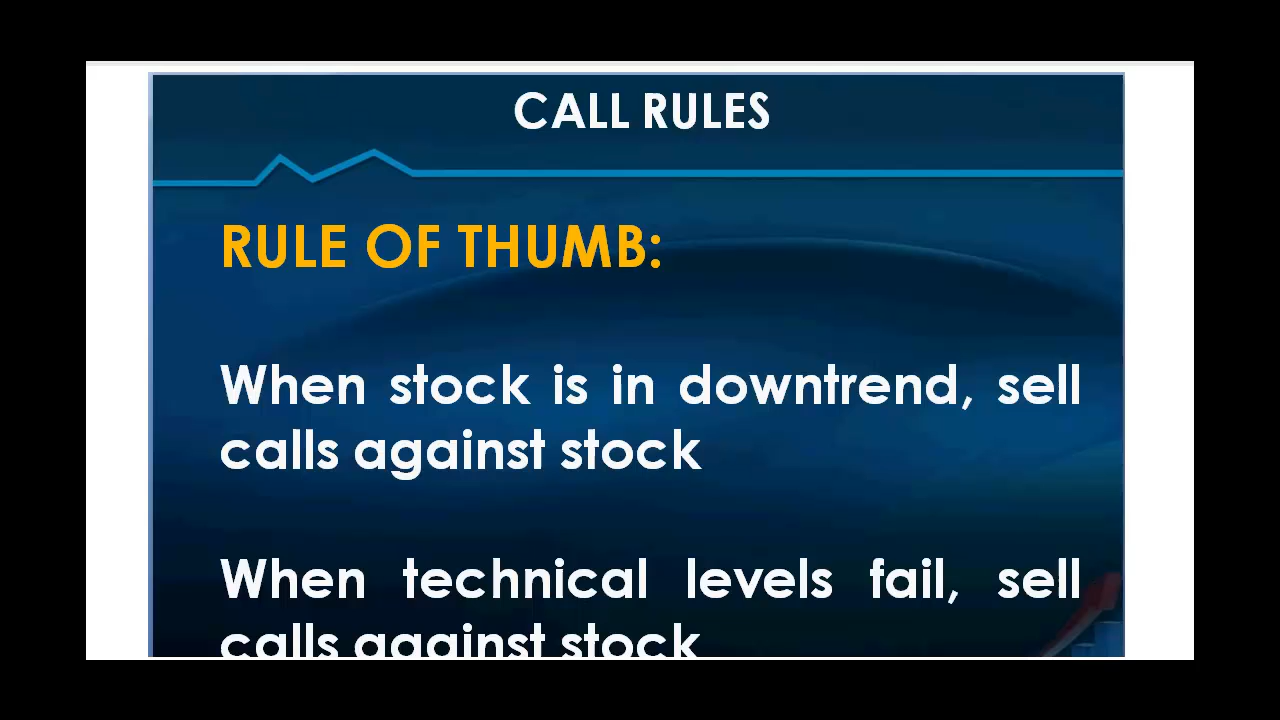 CALL RULES
RULE OF THUMB:
When stock is in downtrend, sell
calls against stock
When technical levels fail, sell
calls against stock